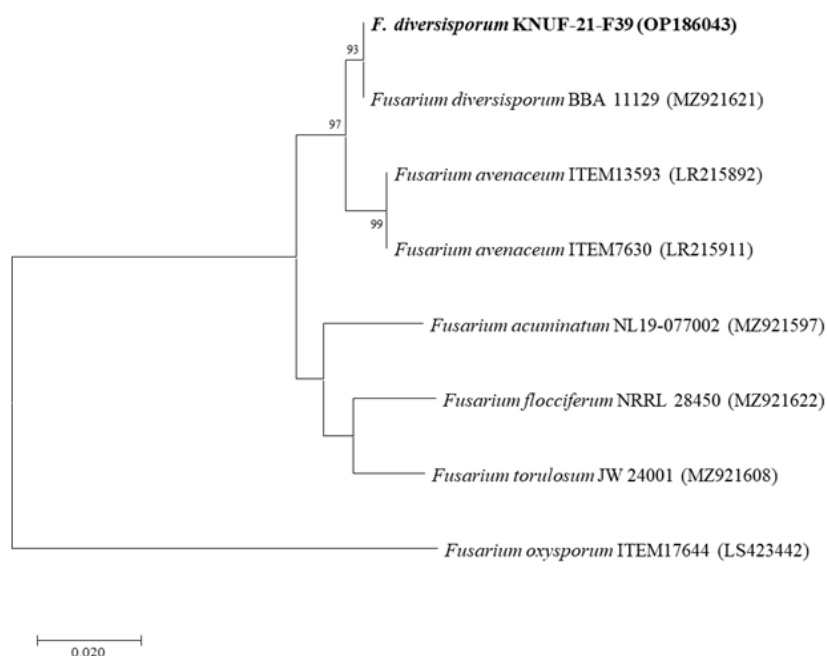 F. diversisporum KNUF-21-F39 (OP186043)
93
Fusarium diversisporum BBA 11129 (MZ921621)
97
Fusarium avenaceum ITEM13593 (LR215892)
99
Fusarium avenaceum ITEM7630 (LR215911)
Fusarium acuminatum NL19-077002 (MZ921597)
Fusarium flocciferum NRRL 28450 (MZ921622)
Fusarium torulosum JW 24001 (MZ921608)
Fusarium oxysporum ITEM17644 (LS423442)
0.020